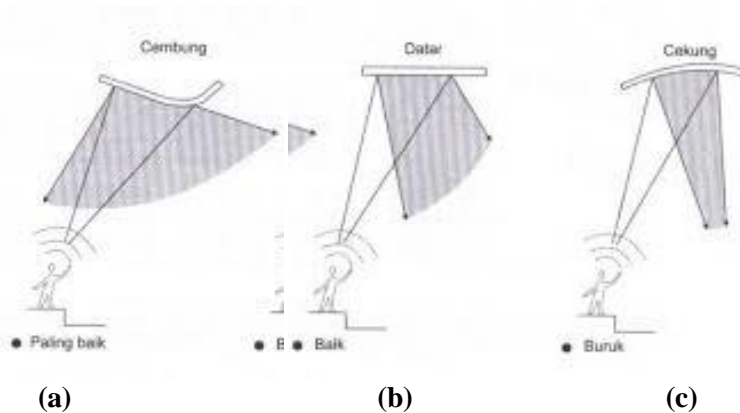 Cembung
Datar
Cekung
Paling baik
B
Baik
Buruk
(a)
(b)
(c)